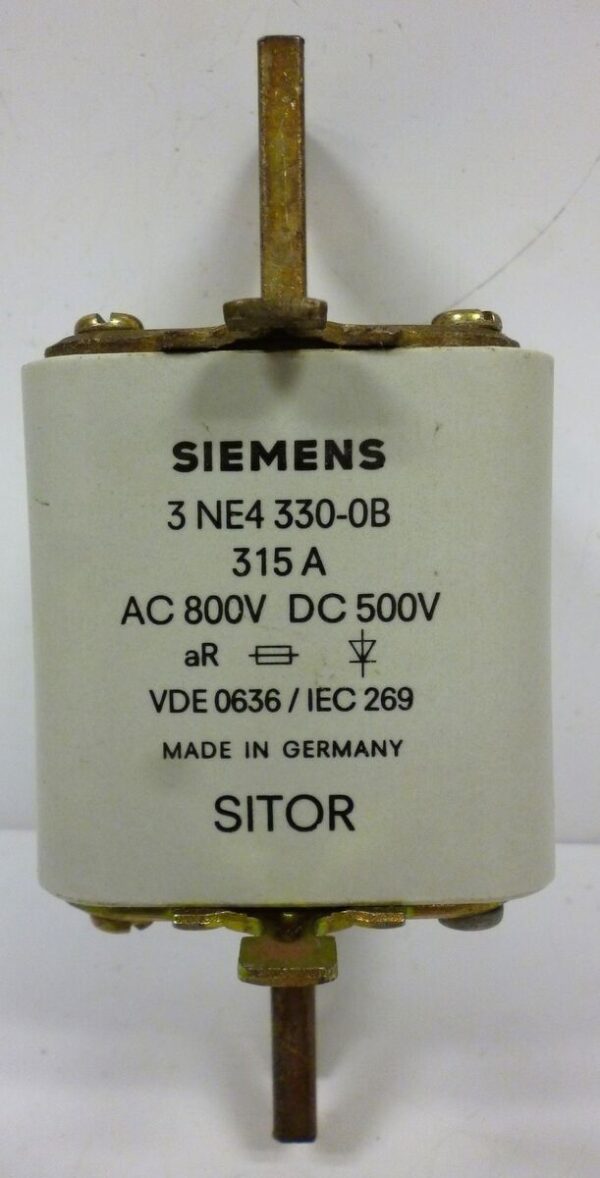 SIEMENS
3 NE4 330-0B
315 A
AC 800V DC 500V
aR
VDE 0636 / IEC 269
MADE IN GERMANY
SITOR